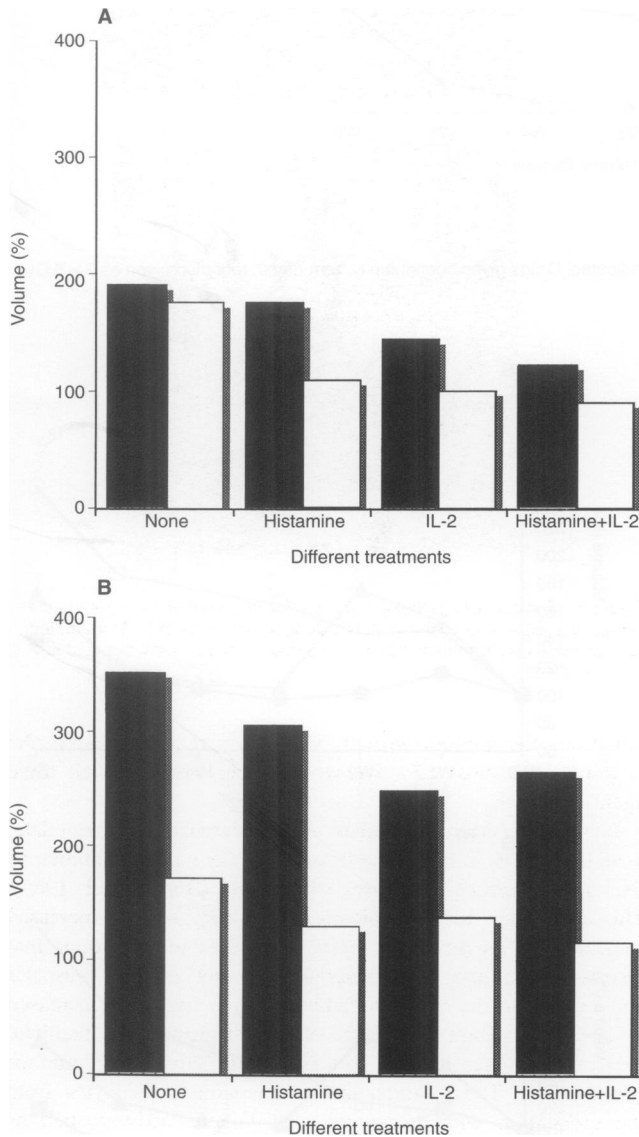 A
400
300
200
100
0
Volume (%)
None Histamine IL-2 Histamine+IL-2
Different treatments
B
400
300
200
100
0
Volume (%)
None Histamine IL-2 Histamine+IL-2
Different treatments